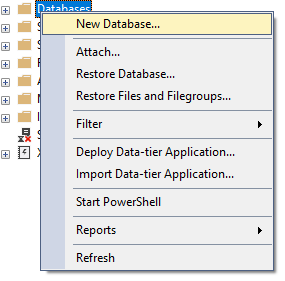 Databases
New Database...
Attach...
Restore Database...
Restore Files and Filegroups...
Filter
Deploy Data-tier Application...
Import Data-tier Application...
Start PowerShell
Reports
Refresh